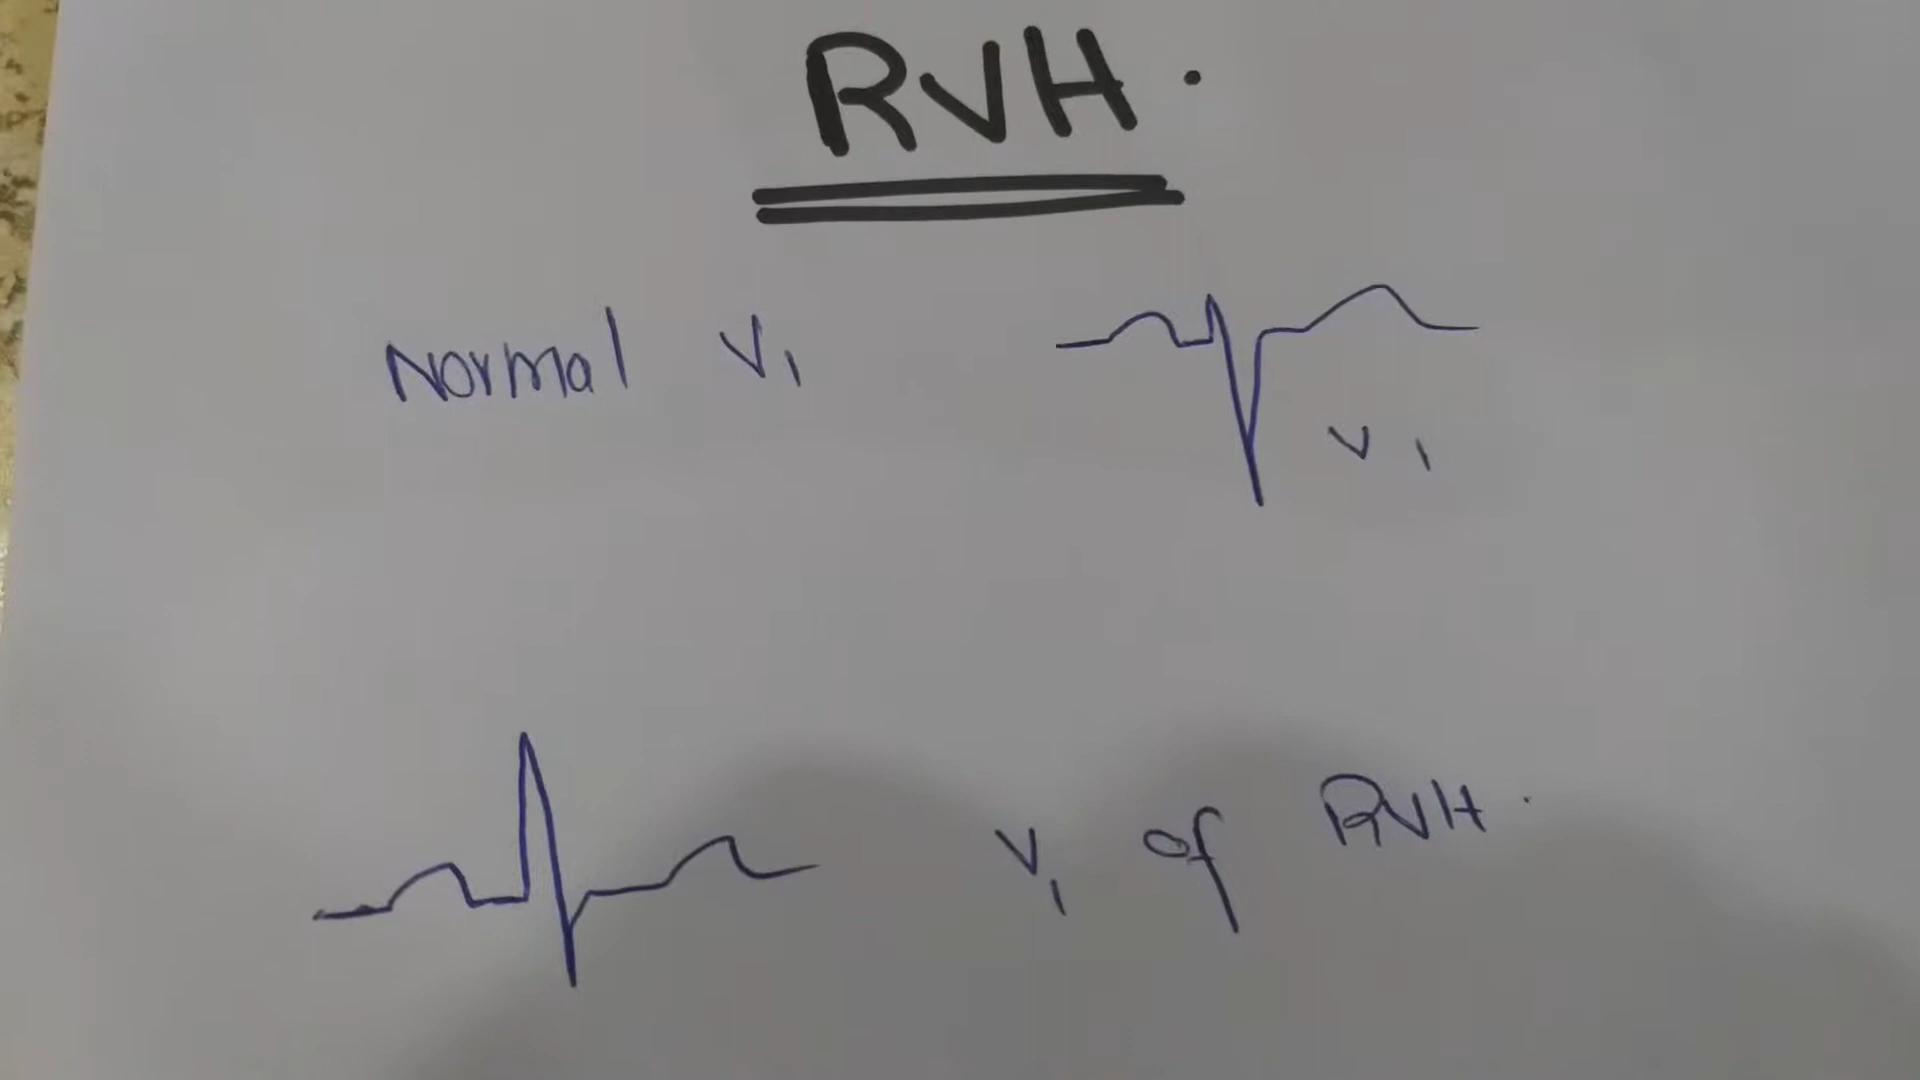 RVH.
Normal V₁
V₁
V₁ of RVH.